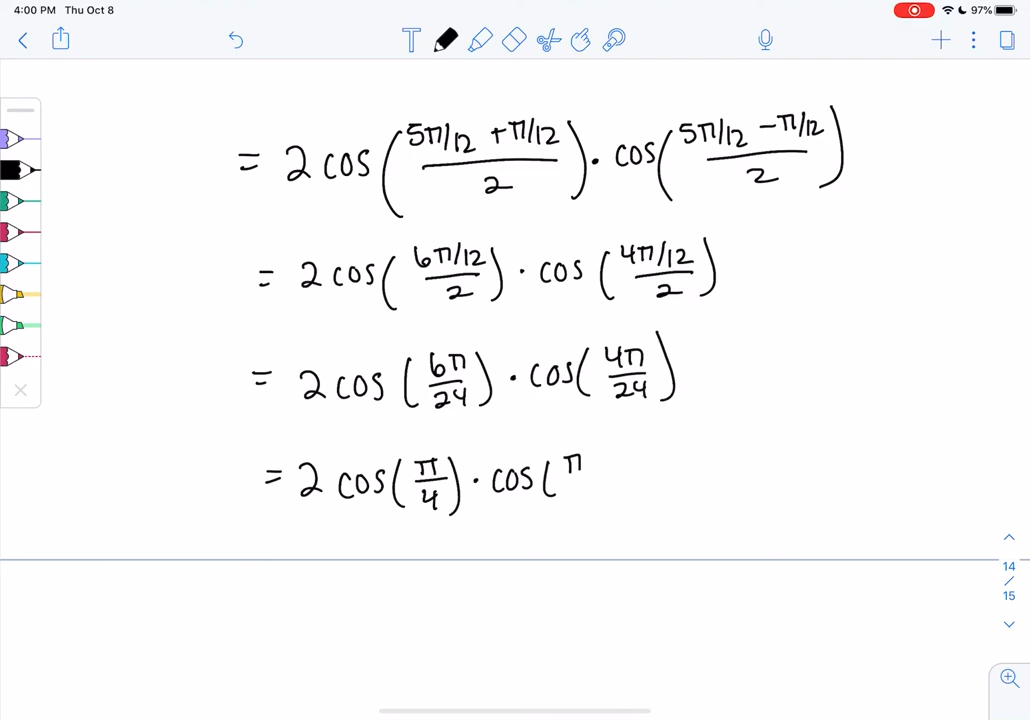 4:00 PM Thu Oct 8 97%
T
= 2 cos((5π/12 + π/12)/2) · cos((5π/12 − π/12)/2)
= 2 cos((6π/12)/2) · cos((4π/12)/2)
= 2 cos(6π/24) · cos(4π/24)
= 2 cos(π/4) · cos(π
14
/
15